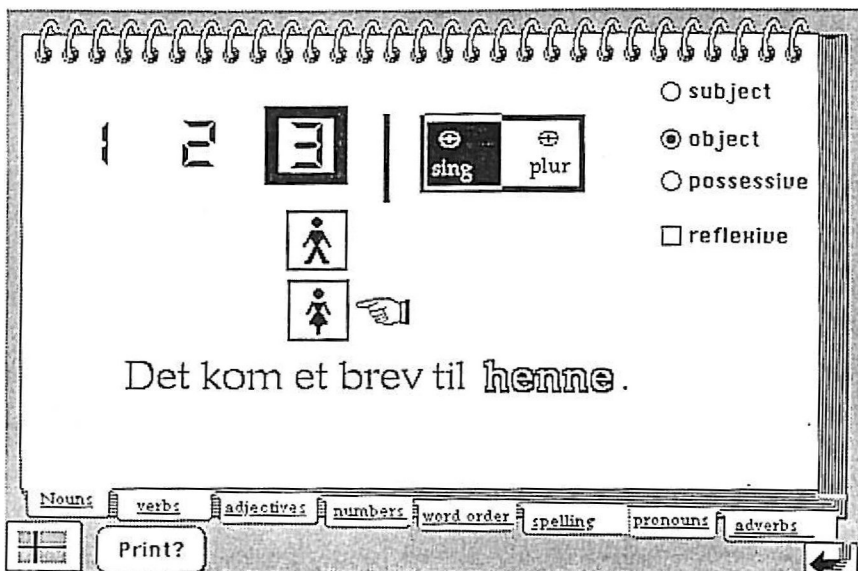 subject
1 2 3 sing plur
object
possessive
reflexive
Det kom et brev til henne.
Nouns verbs adjectives numbers word order spelling pronouns adverbs
Print?